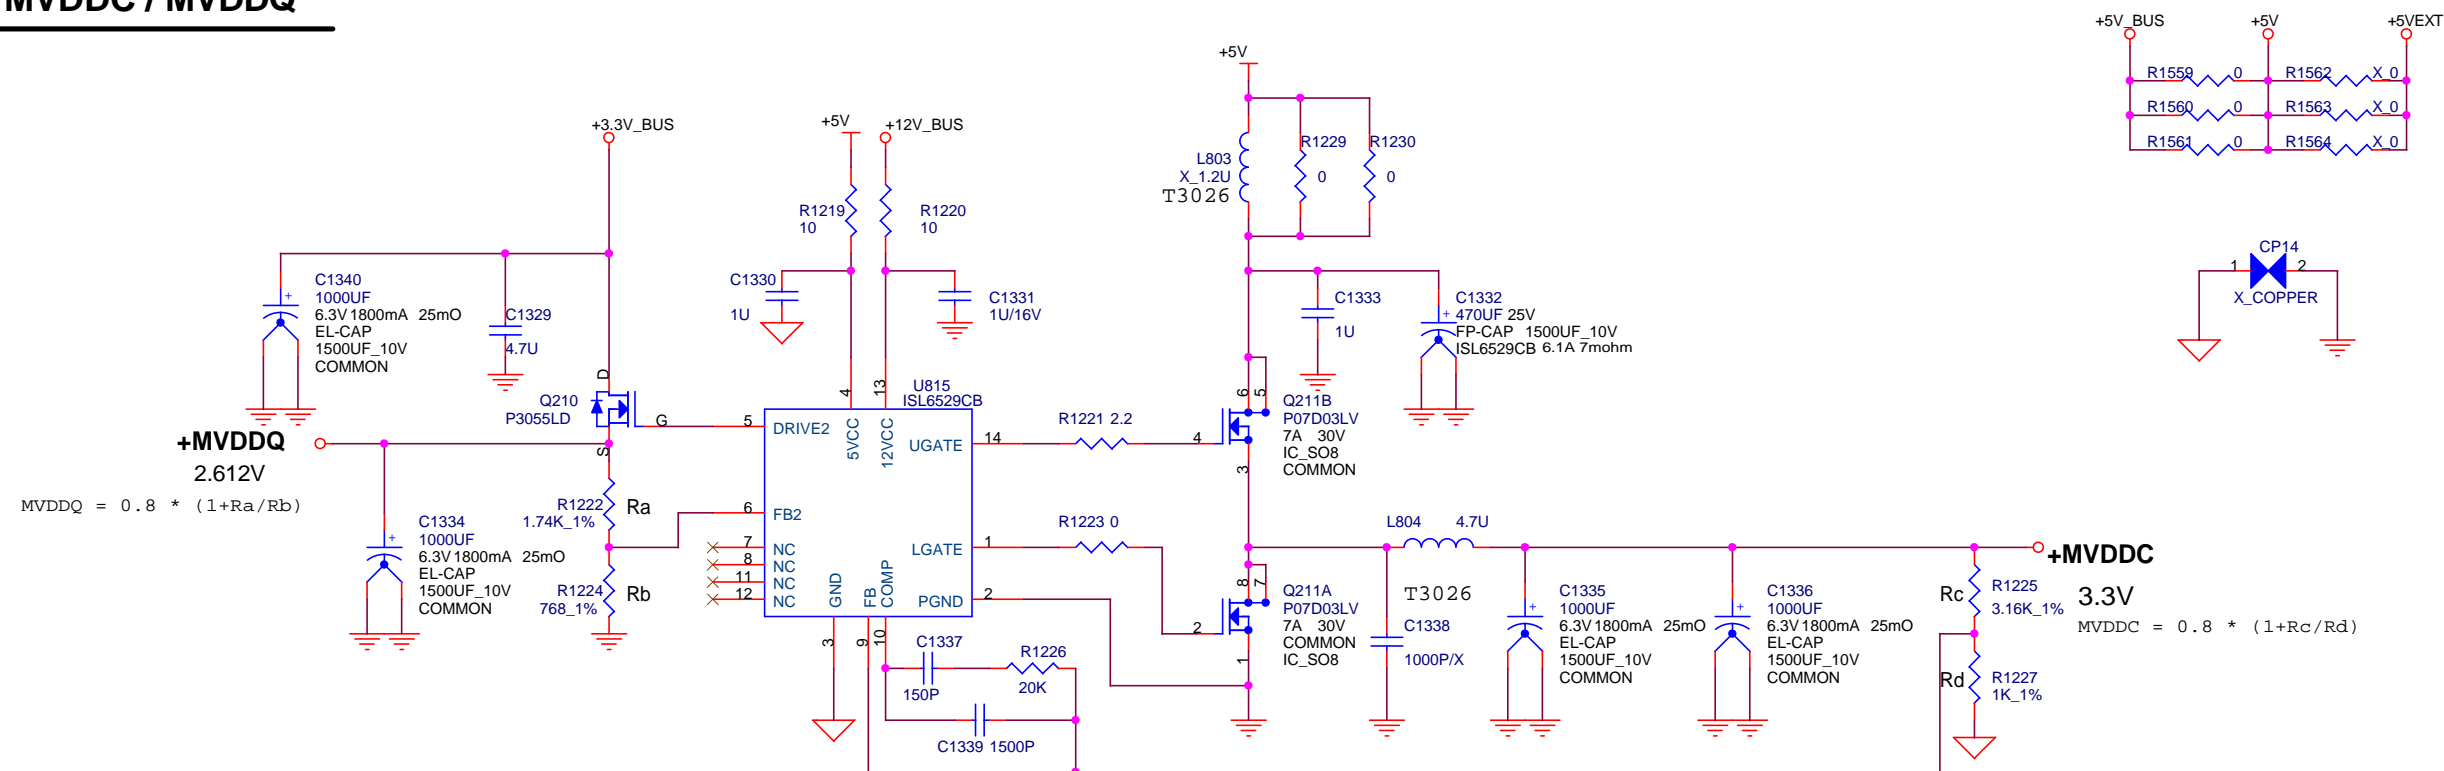 MVDDC / MVDDQ
+5V_BUS
+5V
+5VEXT
R1559 0
R1562 X_0
R1560 0
R1563 X_0
R1561 0
R1564 X_0
CP14
1
2
X_COPPER
+3.3V_BUS
C1340
1000UF
6.3V 1800mA 25mO
EL-CAP
1500UF_10V
COMMON
C1329
4.7U
D
Q210
P3055LD
G
S
+MVDDQ
2.612V
MVDDQ = 0.8 * (1+Ra/Rb)
C1334
1000UF
6.3V 1800mA 25mO
EL-CAP
1500UF_10V
COMMON
R1222
1.74K_1%
Ra
R1224
768_1%
Rb
+5V
+12V_BUS
R1219
10
R1220
10
C1330
1U
C1331
1U/16V
4
13
U815
ISL6529CB
5
DRIVE2
5VCC
12VCC
UGATE
14
6
FB2
7
NC
8
NC
11
NC
12
NC
LGATE
1
GND
FB
COMP
PGND
2
3
9
10
C1337
150P
R1226
20K
C1339 1500P
R1221 2.2
R1223 0
+5V
L803
X_1.2U
T3026
R1229
0
R1230
0
C1333
1U
C1332
470UF 25V
FP-CAP 1500UF_10V
ISL6529CB 6.1A 7mohm
6
5
4
3
Q211B
P07D03LV
7A 30V
IC_SO8
COMMON
8
7
2
1
Q211A
P07D03LV
7A 30V
COMMON
IC_SO8
L804 4.7U
T3026
C1338
1000P/X
C1335
1000UF
6.3V 1800mA 25mO
EL-CAP
1500UF_10V
COMMON
C1336
1000UF
6.3V 1800mA 25mO
EL-CAP
1500UF_10V
COMMON
+MVDDC
3.3V
MVDDC = 0.8 * (1+Rc/Rd)
Rc
R1225
3.16K_1%
Rd
R1227
1K_1%